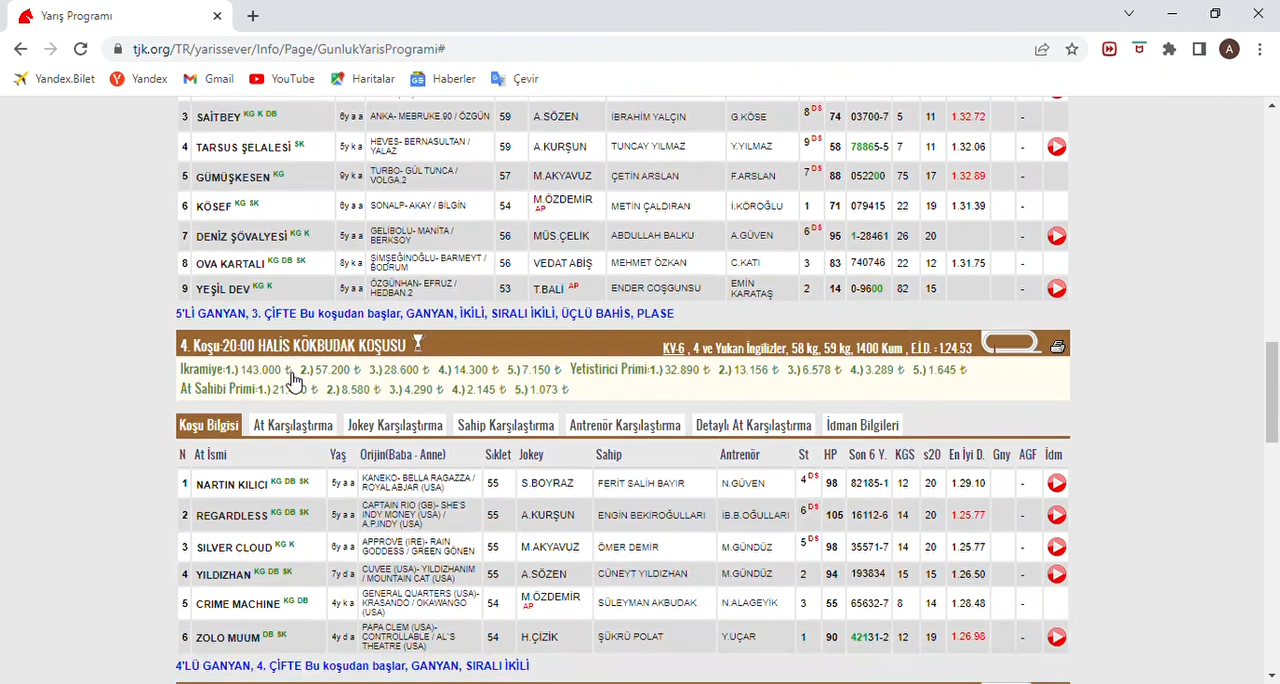 Yarış Programı
tjk.org/TR/yarissever/Info/Page/GunlukYarisProgrami#
A
Yandex.Bilet Yandex Gmail YouTube Haritalar Haberler Çevir
3 SAİTBEY KG K DB 6y a a ANKA- MEBRUKE.90 / ÖZGÜN 59 A.SÖZEN İBRAHİM YALÇIN G.KÖSE 8 DS 74 03700-7 5 11 1.32.72 -
4 TARSUS ŞELALESİ SK 5y k a HEVES- BERNASULTAN / YALAZ 59 A.KURŞUN TUNCAY YILMAZ Y.YILMAZ 9 DS 58 78865-5 7 11 1.32.06 -
5 GÜMÜŞKESEN KG 9y k a TURBO- GÜL TUNCA / VOLGA.2 57 M.AKYAVUZ ÇETİN ARSLAN F.ARSLAN 7 DS 88 052200 75 17 1.32.89 -
6 KÖSEF KG SK 6y a a SONALP- AKAY / BİLGİN 54 M.ÖZDEMİR AP METİN ÇALDIRAN İ.KÖROĞLU 1 71 079415 22 19 1.31.39 -
7 DENİZ ŞÖVALYESİ KG K 5y a a GELİBOLU- MANİTA / BERKSOY 56 MÜS.ÇELİK ABDULLAH BALKU A.GÜVEN 6 DS 95 1-28461 26 20 -
8 OVA KARTALI KG DB SK 8y k a ŞİMŞEĞİNOĞLU- BARMEYT / BODRUM 56 VEDAT ABİŞ MEHMET ÖZKAN C.KATI 3 83 740746 22 12 1.31.75 -
9 YEŞİL DEV KG K 5y a a ÖZGÜNHAN- EFRUZ / HEDBAN.2 53 T.BALİ AP ENDER COŞGUNSU EMİN KARATAŞ 2 14 0-9600 82 15 -
5'Lİ GANYAN, 3. ÇİFTE Bu koşudan başlar, GANYAN, İKİLİ, SIRALI İKİLİ, ÜÇLÜ BAHİS, PLASE
4. Koşu:20:00 HALİS KÖKBUDAK KOŞUSU KV-6 , 4 ve Yukarı İngilizler, 58 kg, 59 kg, 1400 Kum , E.İ.D. : 1.24.53
Ikramiye:1.) 143.000 ₺ 2.) 57.200 ₺ 3.) 28.600 ₺ 4.) 14.300 ₺ 5.) 7.150 ₺ Yetistirici Primi:1.) 32.890 ₺ 2.) 13.156 ₺ 3.) 6.578 ₺ 4.) 3.289 ₺ 5.) 1.645 ₺
At Sahibi Primi:1.) ₺ 2.) 8.580 ₺ 3.) 4.290 ₺ 4.) 2.145 ₺ 5.) 1.073 ₺
Koşu Bilgisi At Karşılaştırma Jokey Karşılaştırma Sahip Karşılaştırma Antrenör Karşılaştırma Detaylı At Karşılaştırma İdman Bilgileri
N At İsmi Yaş Orijin(Baba - Anne) Sıklet Jokey Sahip Antrenör St HP Son 6 Y. KGS s20 En İyi D. Gny AGF İdm
1 NARTIN KILICI KG DB SK 5y a a KANEKO- BELLA RAGAZZA / ROYAL ABJAR (USA) 55 S.BOYRAZ FERİT SALİH BAYIR N.GÜVEN 4 DS 98 82185-1 12 20 1.29.10 -
2 REGARDLESS KG DB SK 5y a a CAPTAIN RIO (GB)- SHE'S INDY MONEY (USA) / A.P.INDY (USA) 55 A.KURŞUN ENGİN BEKİROĞULLARI İB.B.OĞULLARI 6 DS 105 16112-6 14 20 1.25.77 -
3 SILVER CLOUD KG K 6y a a APPROVE (IRE)- RAIN GODDESS / GREEN GÖNEN 55 M.AKYAVUZ ÖMER DEMİR M.GÜNDÜZ 5 DS 98 35571-7 14 20 1.25.77 -
4 YILDIZHAN KG DB SK 7y d a CUVEE (USA)- YILDIZHANIM / MOUNTAIN CAT (USA) 55 A.SÖZEN CÜNEYT YILDIZHAN M.GÜNDÜZ 2 94 193834 15 15 1.26.50 -
5 CRIME MACHINE KG DB 4y k a GENERAL QUARTERS (USA)- KRASANDO / OKAWANGO (USA) 54 M.ÖZDEMİR AP SÜLEYMAN AKBUDAK N.ALAGEYİK 3 55 65632-7 8 14 1.28.48 -
6 ZOLO MUUM DB SK 4y d a PAPA CLEM (USA)- CONTROLLABLE / AL'S THEATRE (USA) 54 H.ÇİZİK ŞÜKRÜ POLAT Y.UÇAR 1 90 42131-2 12 19 1.26.98 -
4'LÜ GANYAN, 4. ÇİFTE Bu koşudan başlar, GANYAN, SIRALI İKİLİ